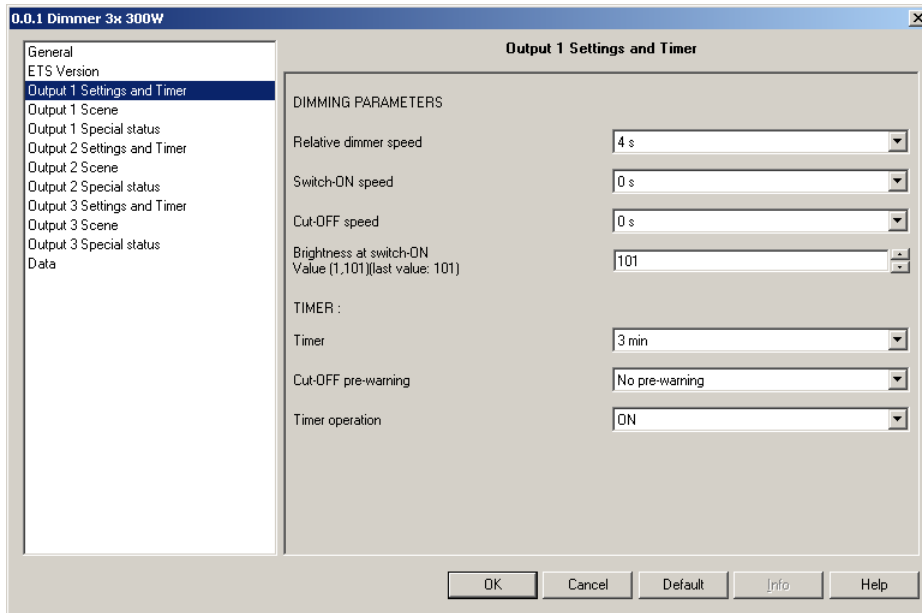 0.0.1 Dimmer 3x 300W
General
ETS Version
Output 1 Settings and Timer
Output 1 Scene
Output 1 Special status
Output 2 Settings and Timer
Output 2 Scene
Output 2 Special status
Output 3 Settings and Timer
Output 3 Scene
Output 3 Special status
Data
Output 1 Settings and Timer
DIMMING PARAMETERS
Relative dimmer speed 4 s
Switch-ON speed 0 s
Cut-OFF speed 0 s
Brightness at switch-ON
Value (1,101)(last value: 101) 101
TIMER :
Timer 3 min
Cut-OFF pre-warning No pre-warning
Timer operation ON
OK Cancel Default Info Help